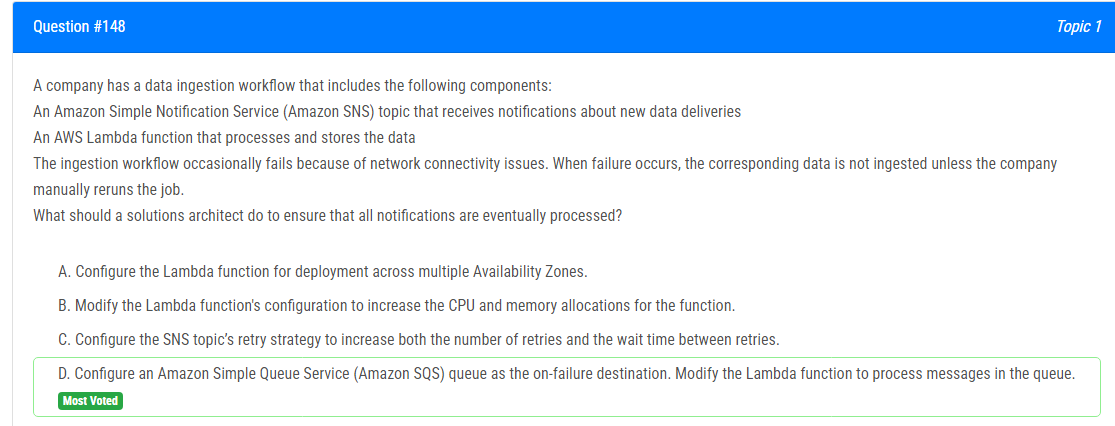 Question #148
Topic 1
A company has a data ingestion workflow that includes the following components:
An Amazon Simple Notification Service (Amazon SNS) topic that receives notifications about new data deliveries
An AWS Lambda function that processes and stores the data
The ingestion workflow occasionally fails because of network connectivity issues. When failure occurs, the corresponding data is not ingested unless the company
manually reruns the job.
What should a solutions architect do to ensure that all notifications are eventually processed?
A. Configure the Lambda function for deployment across multiple Availability Zones.
B. Modify the Lambda function's configuration to increase the CPU and memory allocations for the function.
C. Configure the SNS topic’s retry strategy to increase both the number of retries and the wait time between retries.
D. Configure an Amazon Simple Queue Service (Amazon SQS) queue as the on-failure destination. Modify the Lambda function to process messages in the queue.
Most Voted